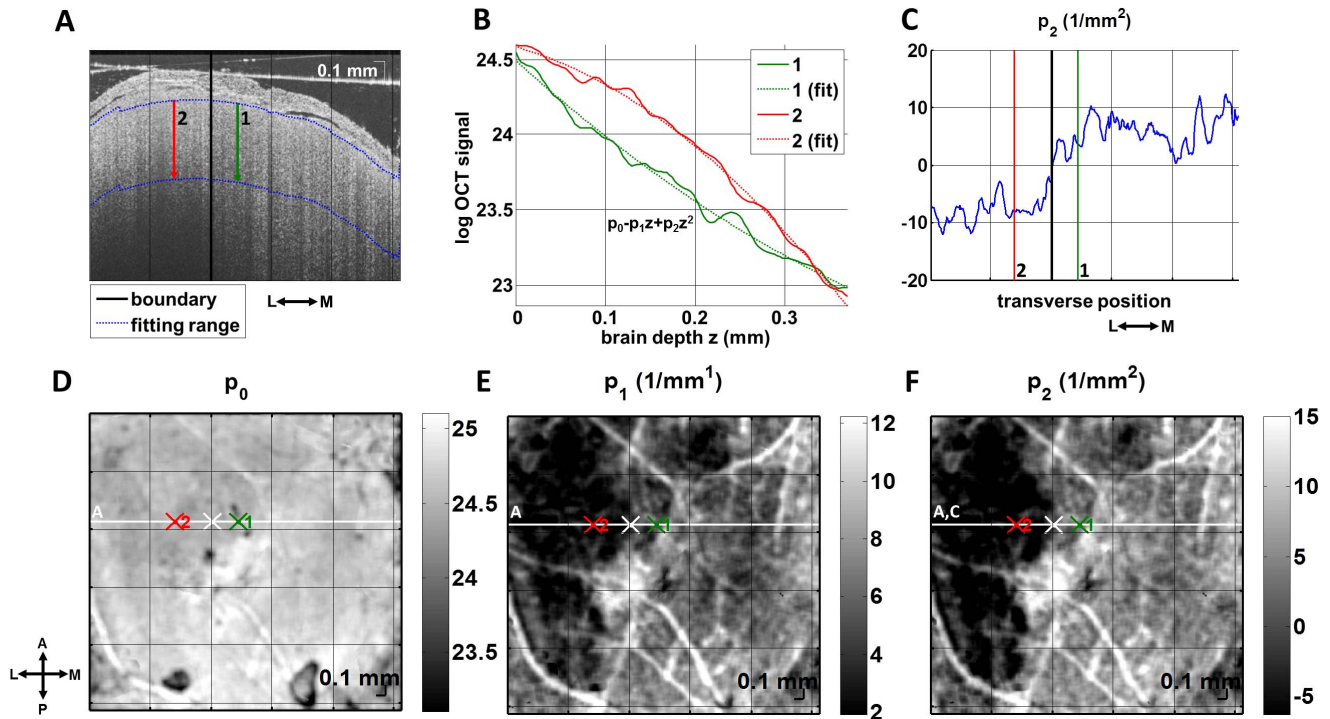 A
0.1 mm
2
1
boundary
fitting range
L M
B
24.5
24
23.5
23
log OCT signal
1
1 (fit)
2
2 (fit)
p0-p1z+p2z2
0 0.1 0.2 0.3
brain depth z (mm)
C
p2 (1/mm2)
20
10
0
-10
-20
2 1
transverse position
L M
D
p0
A
2 1
0.1 mm
25
24.5
24
23.5
A
L M
P
E
p1 (1/mm1)
A
2 1
0.1 mm
12
10
8
6
4
2
F
p2 (1/mm2)
A,C
2 1
0.1 mm
15
10
5
0
-5